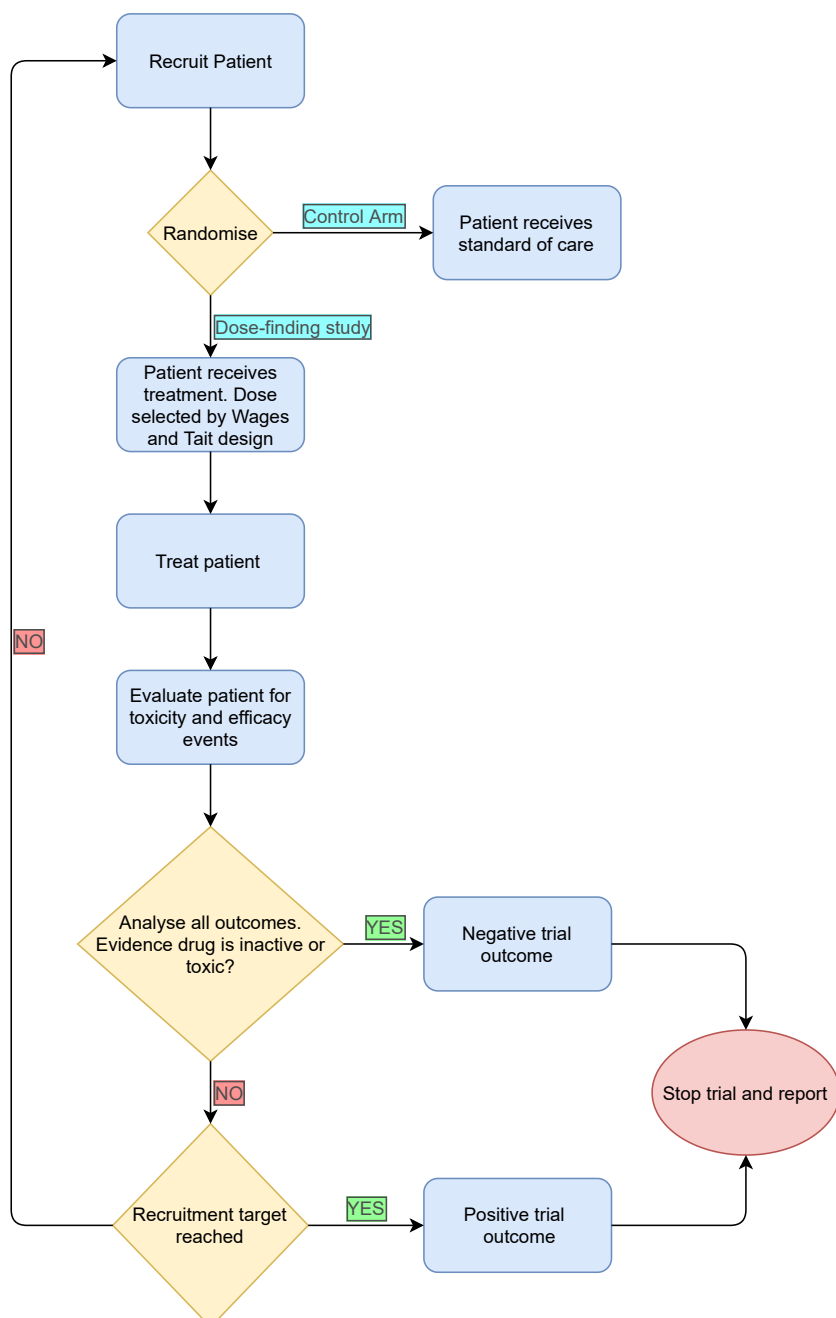 Recruit Patient
Randomise
Control Arm
Patient receives
standard of care
Dose-finding study
Patient receives
treatment. Dose
selected by Wages
and Tait design
Treat patient
NO
Evaluate patient for
toxicity and efficacy
events
Analyse all outcomes.
Evidence drug is inactive or
toxic?
YES
Negative trial
outcome
Stop trial and report
NO
Recruitment target
reached
YES
Positive trial
outcome